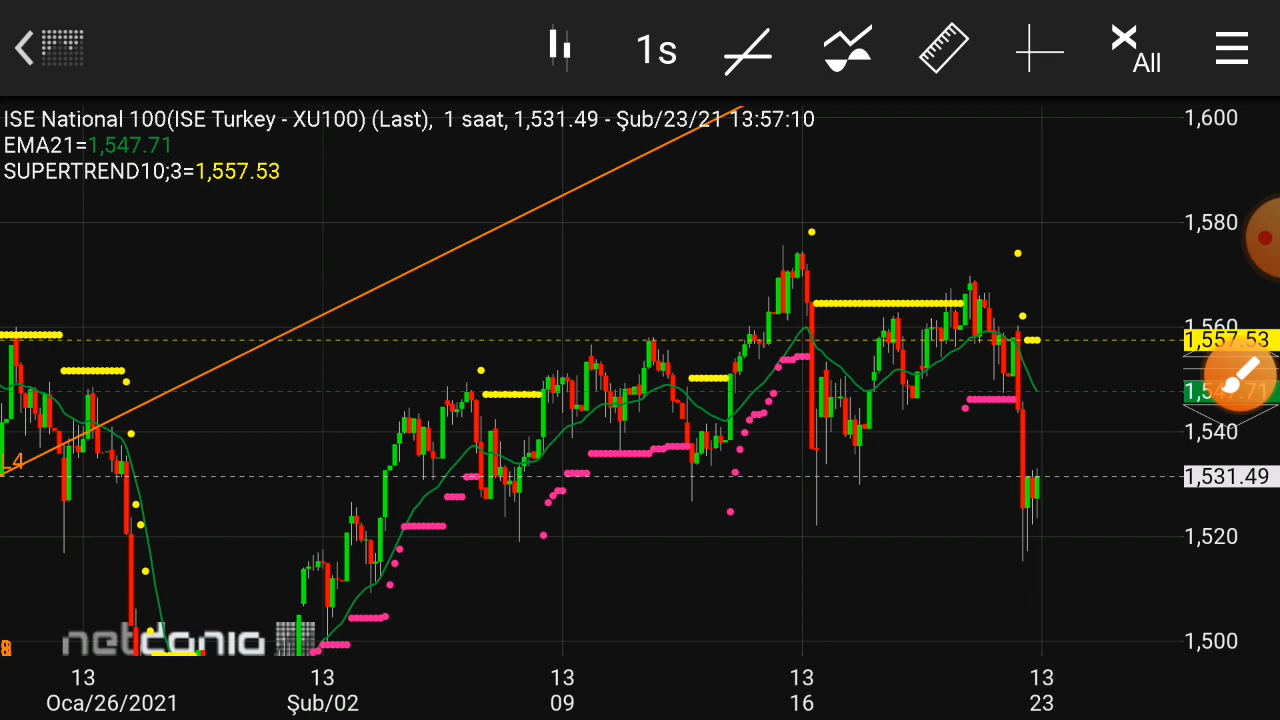 1s
All
ISE National 100(ISE Turkey - XU100) (Last), 1 saat, 1,531.49 - Şub/23/21 13:57:10
EMA21=1,547.71
SUPERTREND10;3=1,557.53
1,600
1,580
1,560
1,557.53
1,540
1,531.49
1,520
1,500
-4
8
netdania
13 13 13 13 13
Oca/26/2021 Şub/02 09 16 23